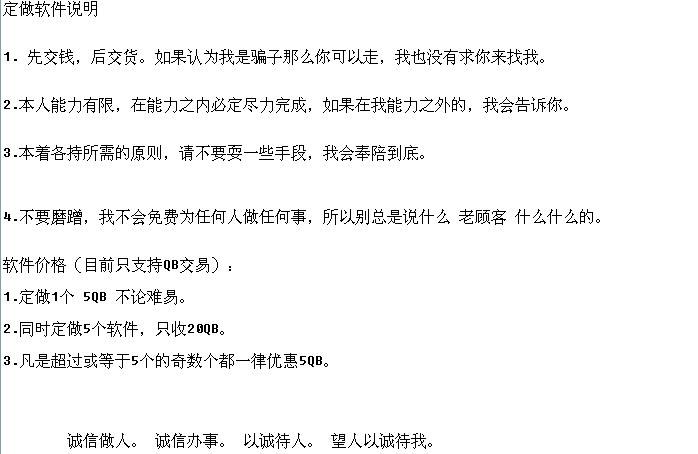 定做软件说明
1. 先交钱，后交货。如果认为我是骗子那么你可以走，我也没有求你来找我。
2.本人能力有限，在能力之内必定尽力完成，如果在我能力之外的，我会告诉你。
3.本着各持所需的原则，请不要耍一些手段，我会奉陪到底。
4.不要磨蹭，我不会免费为任何人做任何事，所以别总是说什么 老顾客 什么什么的。
软件价格（目前只支持QB交易）：
1.定做1个 5QB 不论难易。
2.同时定做5个软件，只收20QB。
3.凡是超过或等于5个的奇数个都一律优惠5QB。
诚信做人。 诚信办事。 以诚待人。 望人以诚待我。